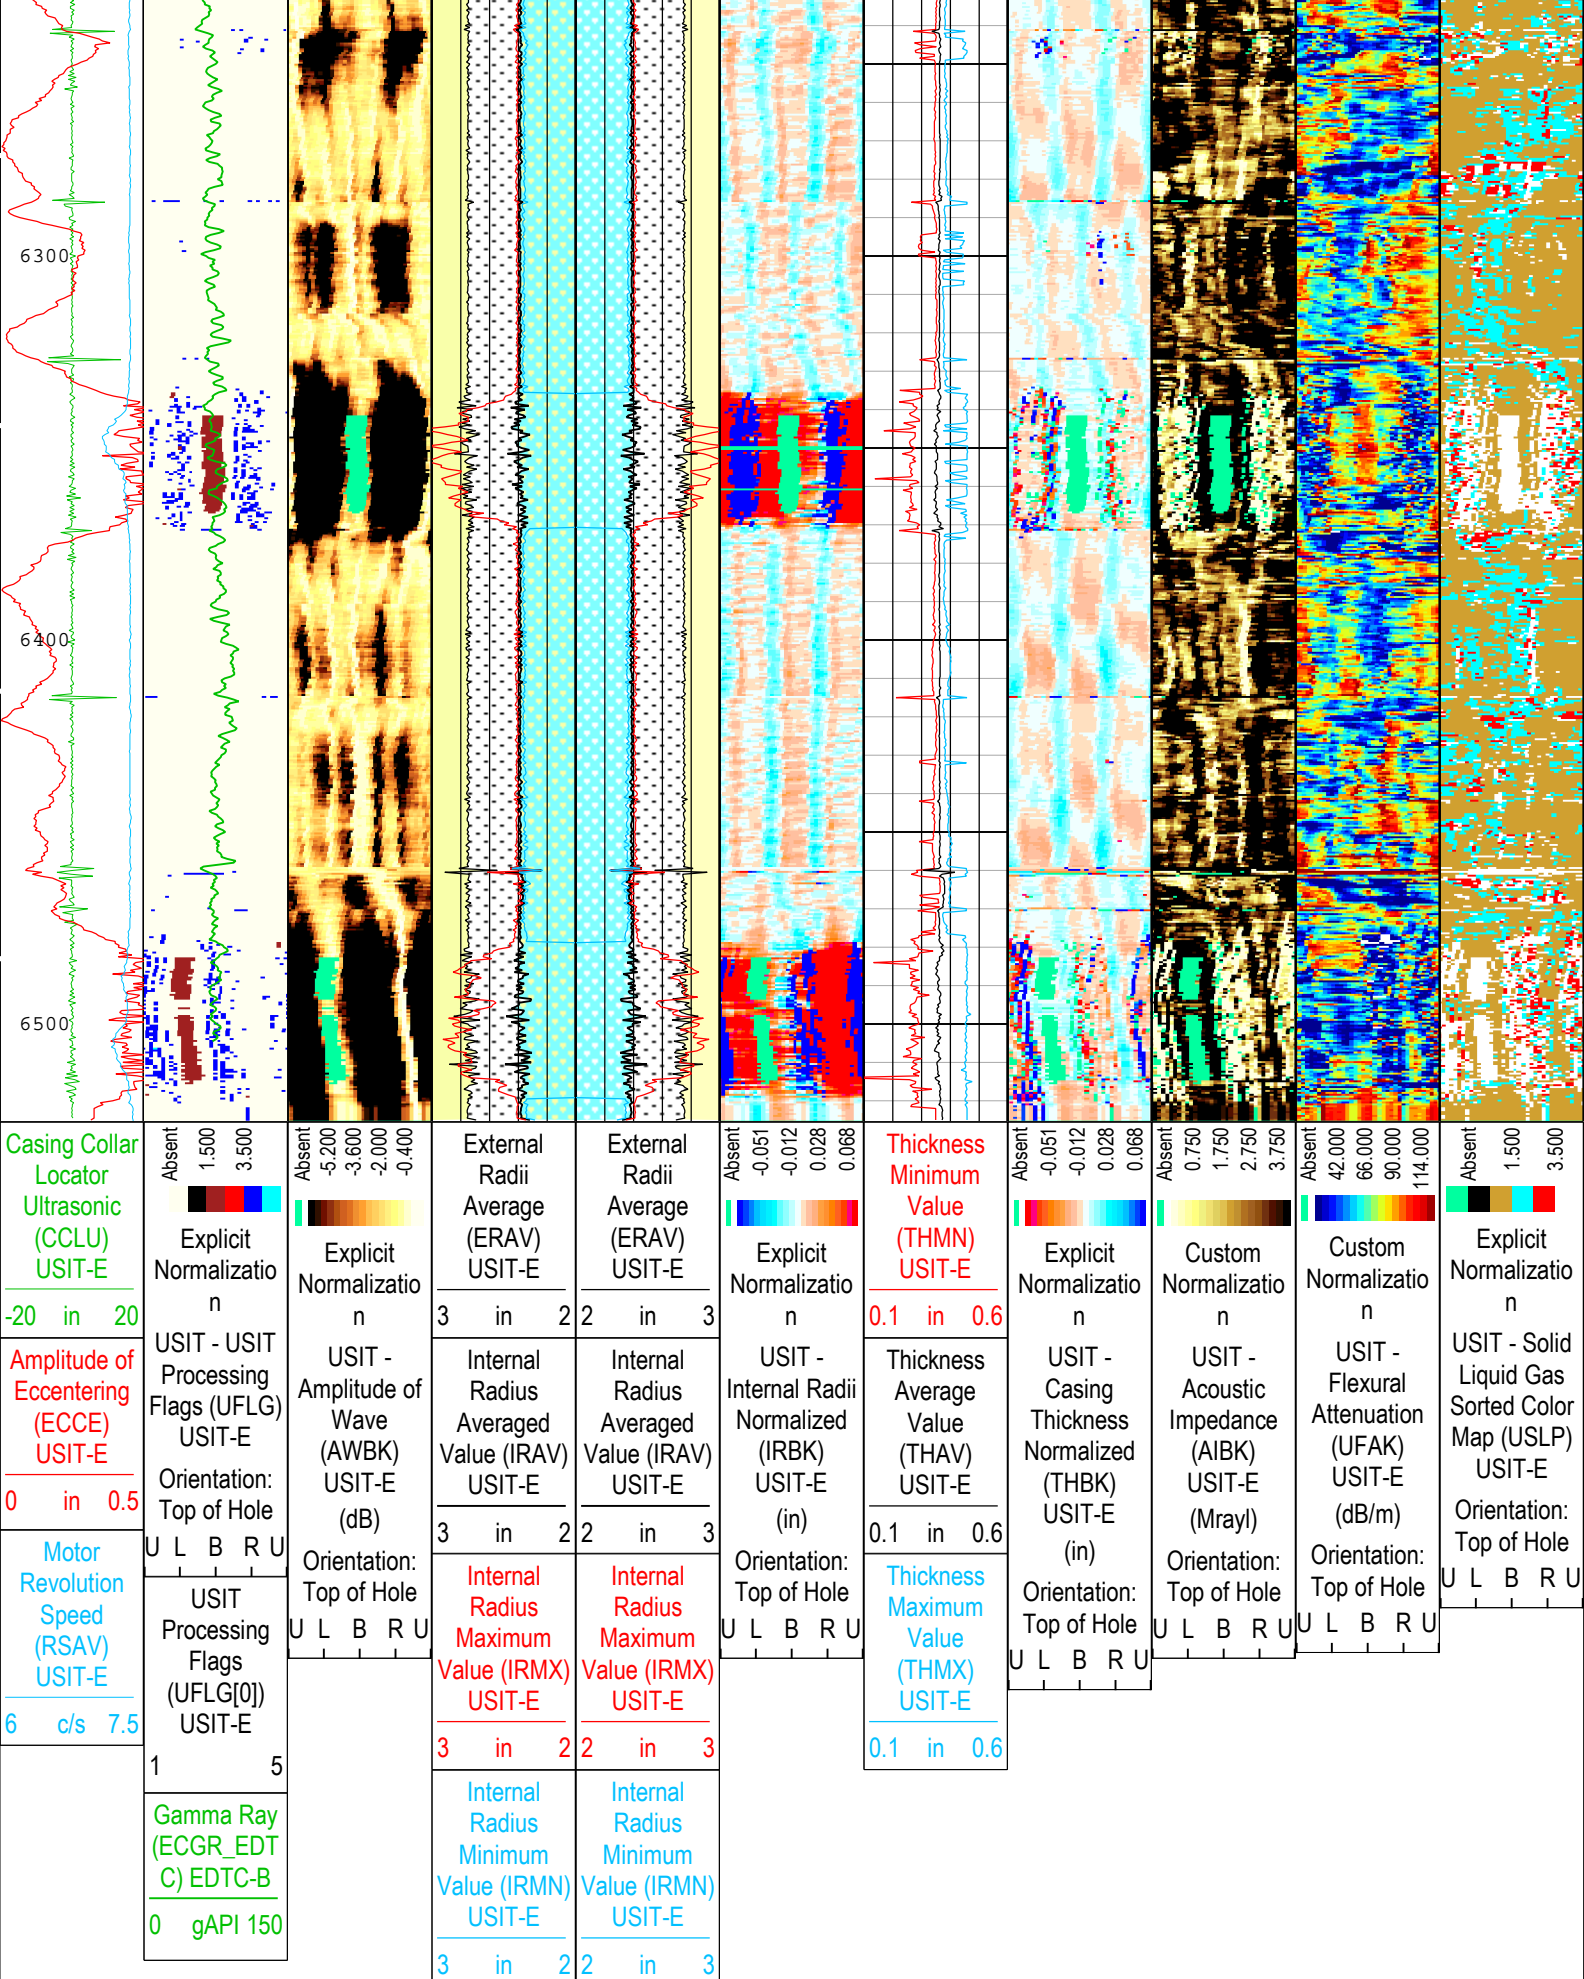 6300
6400
6500
Casing Collar
Locator
Ultrasonic
(CCLU)
USIT-E
-20 in 20
Amplitude of
Eccentering
(ECCE)
USIT-E
0 in 0.5
Motor
Revolution
Speed
(RSAV)
USIT-E
6 c/s 7.5
Absent
1.500
3.500
Explicit
Normalizatio
n
USIT - USIT
Processing
Flags (UFLG)
USIT-E
Orientation:
Top of Hole
U L B R U
USIT
Processing
Flags
(UFLG[0])
USIT-E
1 5
Gamma Ray
(ECGR_EDT
C) EDTC-B
0 gAPI 150
Absent
-5.200
-3.600
-2.000
-0.400
Explicit
Normalizatio
n
USIT -
Amplitude of
Wave
(AWBK)
USIT-E
(dB)
Orientation:
Top of Hole
U L B R U
External
Radii
Average
(ERAV)
USIT-E
3 in 2
Internal
Radius
Averaged
Value (IRAV)
USIT-E
3 in 2
Internal
Radius
Maximum
Value (IRMX)
USIT-E
3 in 2
Internal
Radius
Minimum
Value (IRMN)
USIT-E
3 in 2
External
Radii
Average
(ERAV)
USIT-E
2 in 3
Internal
Radius
Averaged
Value (IRAV)
USIT-E
2 in 3
Internal
Radius
Maximum
Value (IRMX)
USIT-E
2 in 3
Internal
Radius
Minimum
Value (IRMN)
USIT-E
2 in 3
Absent
-0.051
-0.012
0.028
0.068
Explicit
Normalizatio
n
USIT -
Internal Radii
Normalized
(IRBK)
USIT-E
(in)
Orientation:
Top of Hole
U L B R U
Thickness
Minimum
Value
(THMN)
USIT-E
0.1 in 0.6
Thickness
Average
Value
(THAV)
USIT-E
0.1 in 0.6
Thickness
Maximum
Value
(THMX)
USIT-E
0.1 in 0.6
Absent
-0.051
-0.012
0.028
0.068
Explicit
Normalizatio
n
USIT -
Casing
Thickness
Normalized
(THBK)
USIT-E
(in)
Orientation:
Top of Hole
U L B R U
Absent
0.750
1.750
2.750
3.750
Custom
Normalizatio
n
USIT -
Acoustic
Impedance
(AIBK)
USIT-E
(Mrayl)
Orientation:
Top of Hole
U L B R U
Absent
42.000
66.000
90.000
114.000
Custom
Normalizatio
n
USIT -
Flexural
Attenuation
(UFAK)
USIT-E
(dB/m)
Orientation:
Top of Hole
U L B R U
Absent
1.500
3.500
Explicit
Normalizatio
n
USIT - Solid
Liquid Gas
Sorted Color
Map (USLP)
USIT-E
Orientation:
Top of Hole
U L B R U